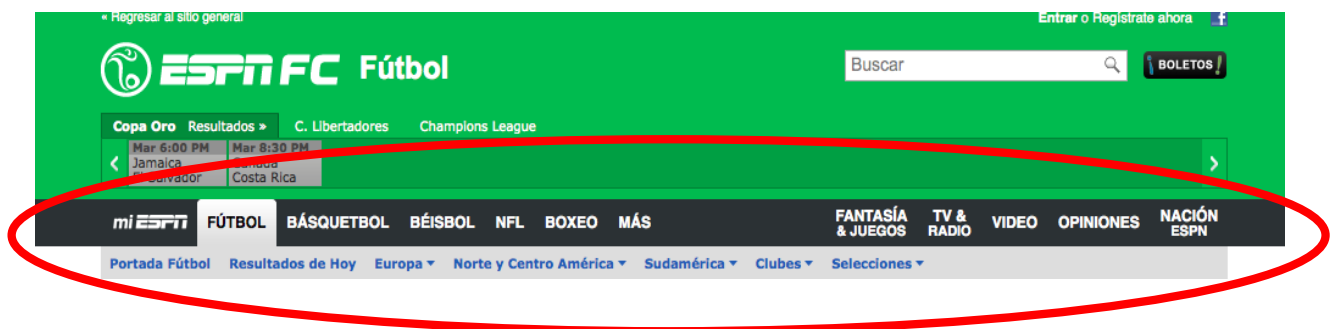 « Regresar al sitio general Entrar o Regístrate ahora
ESPN FC Fútbol Buscar ¡BOLETOS!
Copa Oro Resultados » C. Libertadores Champions League
Mar 6:00 PM Mar 8:30 PM
Jamaica Canadá
El Salvador Costa Rica
mi ESPN FÚTBOL BÁSQUETBOL BÉISBOL NFL BOXEO MÁS FANTASÍA & JUEGOS TV & RADIO VIDEO OPINIONES NACIÓN ESPN
Portada Fútbol Resultados de Hoy Europa Norte y Centro América Sudamérica Clubes Selecciones